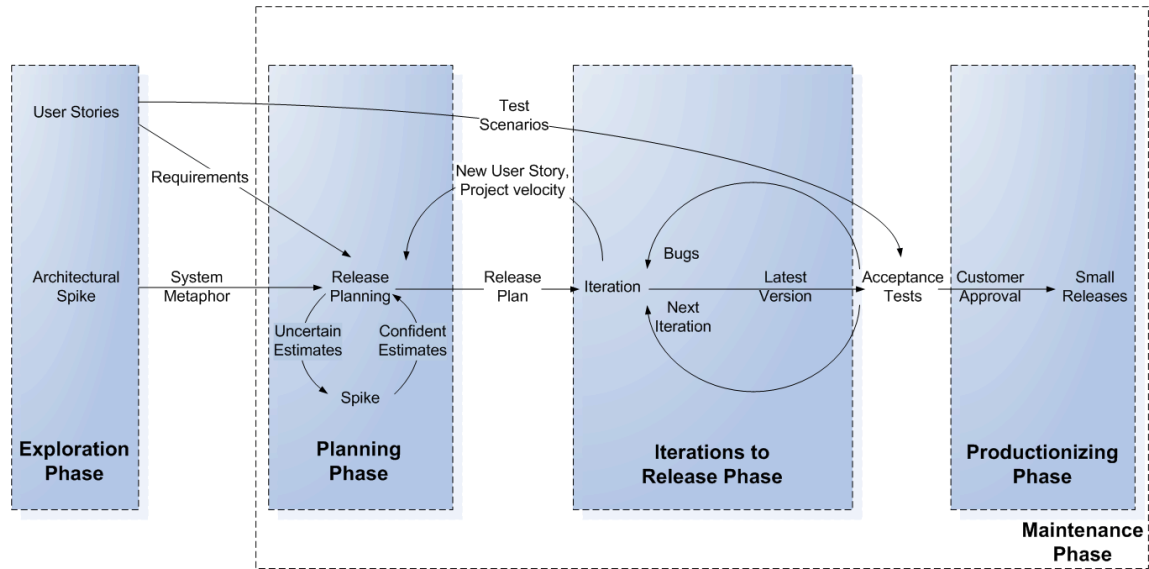 User Stories
Test
Scenarios
Requirements
New User Story,
Project velocity
Architectural
Spike
System
Metaphor
Release
Planning
Release
Plan
Iteration
Bugs
Next
Iteration
Latest
Version
Acceptance
Tests
Customer
Approval
Small
Releases
Uncertain
Estimates
Confident
Estimates
Spike
Exploration
Phase
Planning
Phase
Iterations to
Release Phase
Productionizing
Phase
Maintenance
Phase